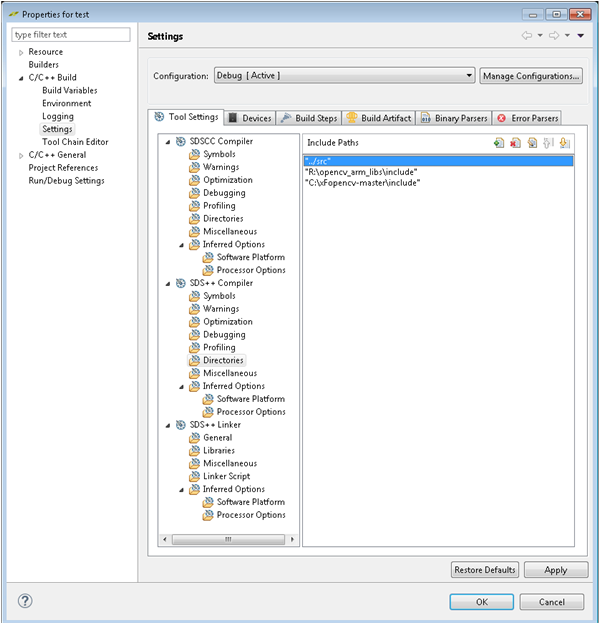 Properties for test
type filter text
Resource
Builders
C/C++ Build
Build Variables
Environment
Logging
Settings
Tool Chain Editor
C/C++ General
Project References
Run/Debug Settings
Settings
Configuration:
Debug [ Active ]
Manage Configurations...
Tool Settings
Devices
Build Steps
Build Artifact
Binary Parsers
Error Parsers
SDSCC Compiler
Symbols
Warnings
Optimization
Debugging
Profiling
Directories
Miscellaneous
Inferred Options
Software Platform
Processor Options
SDS++ Compiler
Symbols
Warnings
Optimization
Debugging
Profiling
Directories
Miscellaneous
Inferred Options
Software Platform
Processor Options
SDS++ Linker
General
Libraries
Miscellaneous
Linker Script
Inferred Options
Software Platform
Processor Options
Include Paths
"../src"
"R:\opencv_arm_libs\include"
"C:\xFopencv-master\include"
Restore Defaults
Apply
?
OK
Cancel